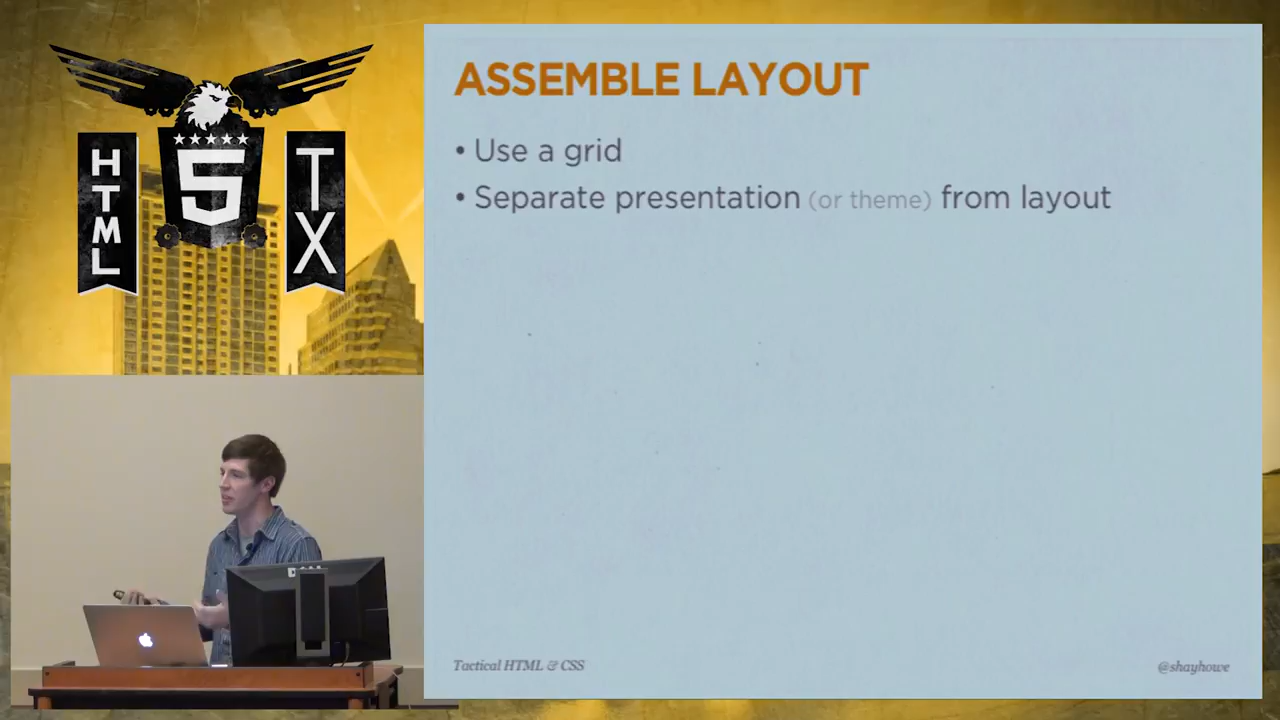 HTML
5
TX
ASSEMBLE LAYOUT
• Use a grid
• Separate presentation (or theme) from layout
Tactical HTML & CSS
@shayhowe